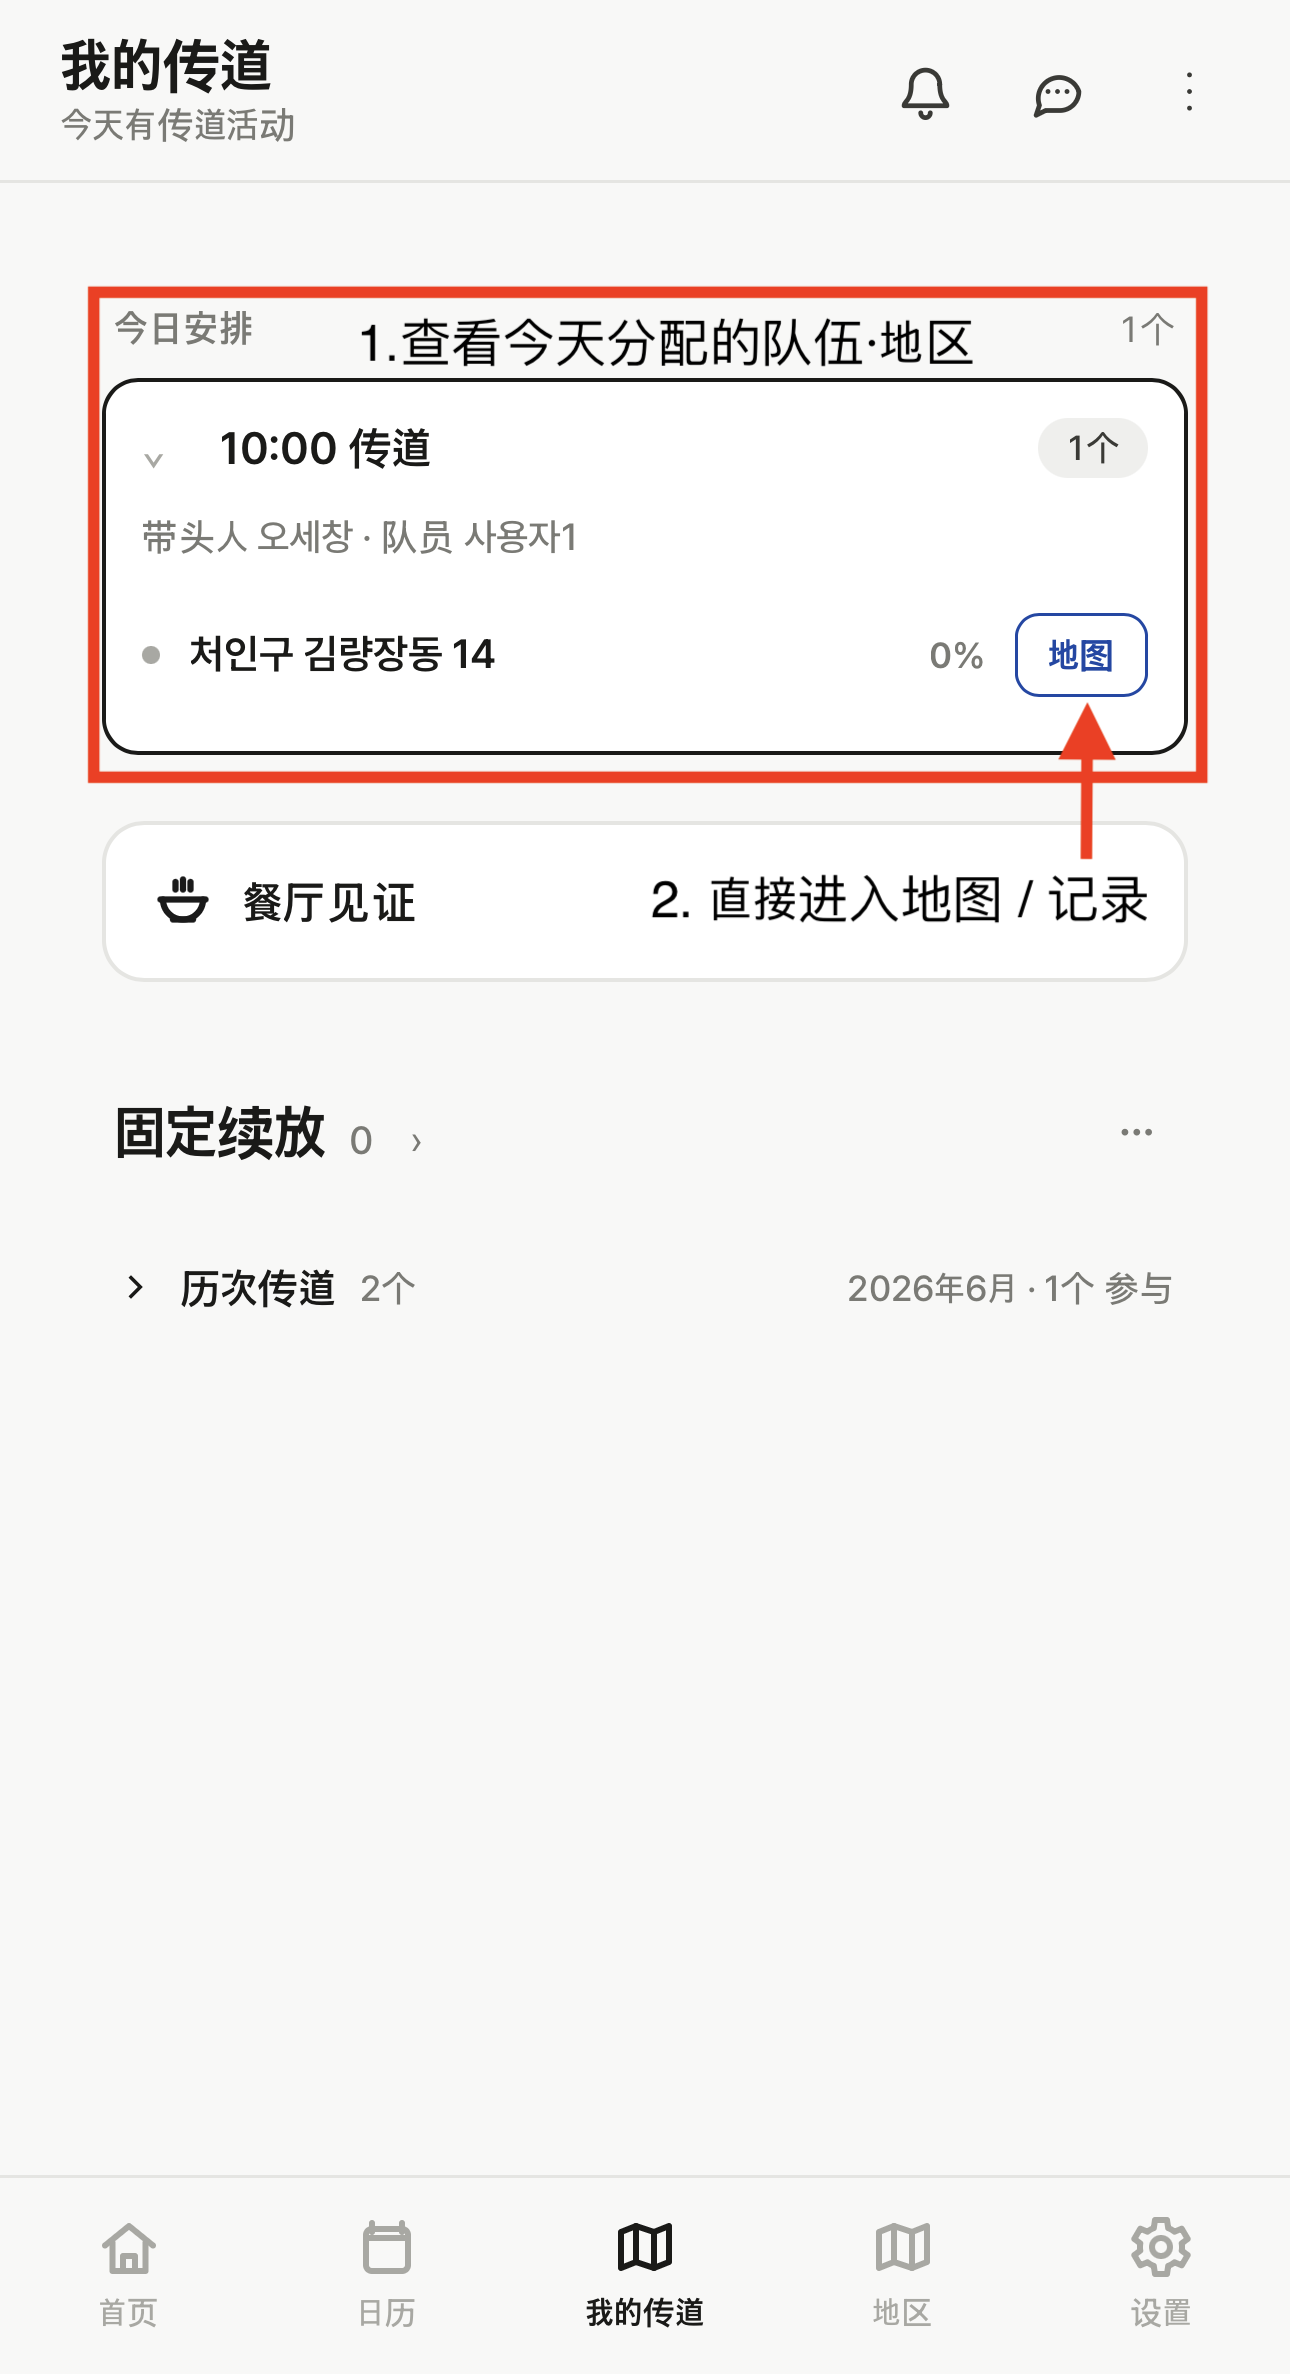 我的传道
今天有传道活动
今日安排
1.查看今天分配的队伍·地区
1个
10:00 传道
1个
带头人 오세창 · 队员 사용자1
처인구 김량장동 14
0%
地图
餐厅见证
2. 直接进入地图 / 记录
固定续放 0 ›
历次传道 2个
2026年6月 · 1个 参与
首页
日历
我的传道
地区
设置